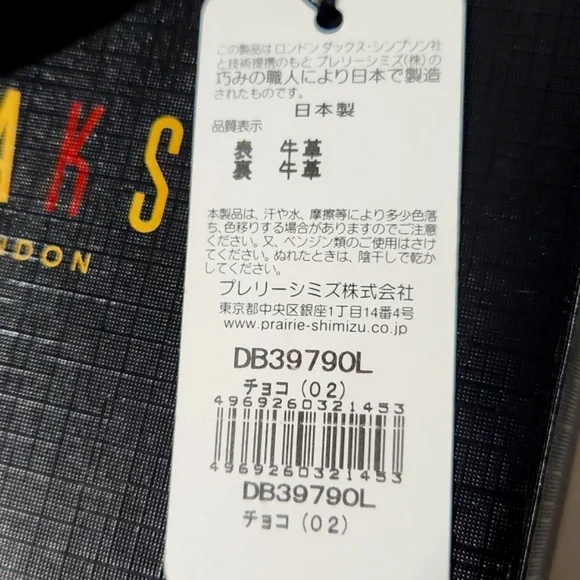 AKS
NDON
この製品は ロンドン ダックス・シンプソン社
と技術提携のもと プレリーシミズ(株) の
巧みの職人により日本で製造
されたものです。
日本製
品質表示
表 牛革
裏 牛革
本製品は、汗や水、摩擦等により多少色落
ち、色移りする場合がありますのでご注意
ください。又、ベンジン類のご使用はさけ
てください。ぬれたときは、陰干しで乾か
してください。
プレリーシミズ株式会社
東京都中央区銀座1丁目14番4号
www.prairie-shimizu.co.jp
DB39790L
チョコ(02)
4969260321453
4969260321453
DB39790L
チョコ(02)